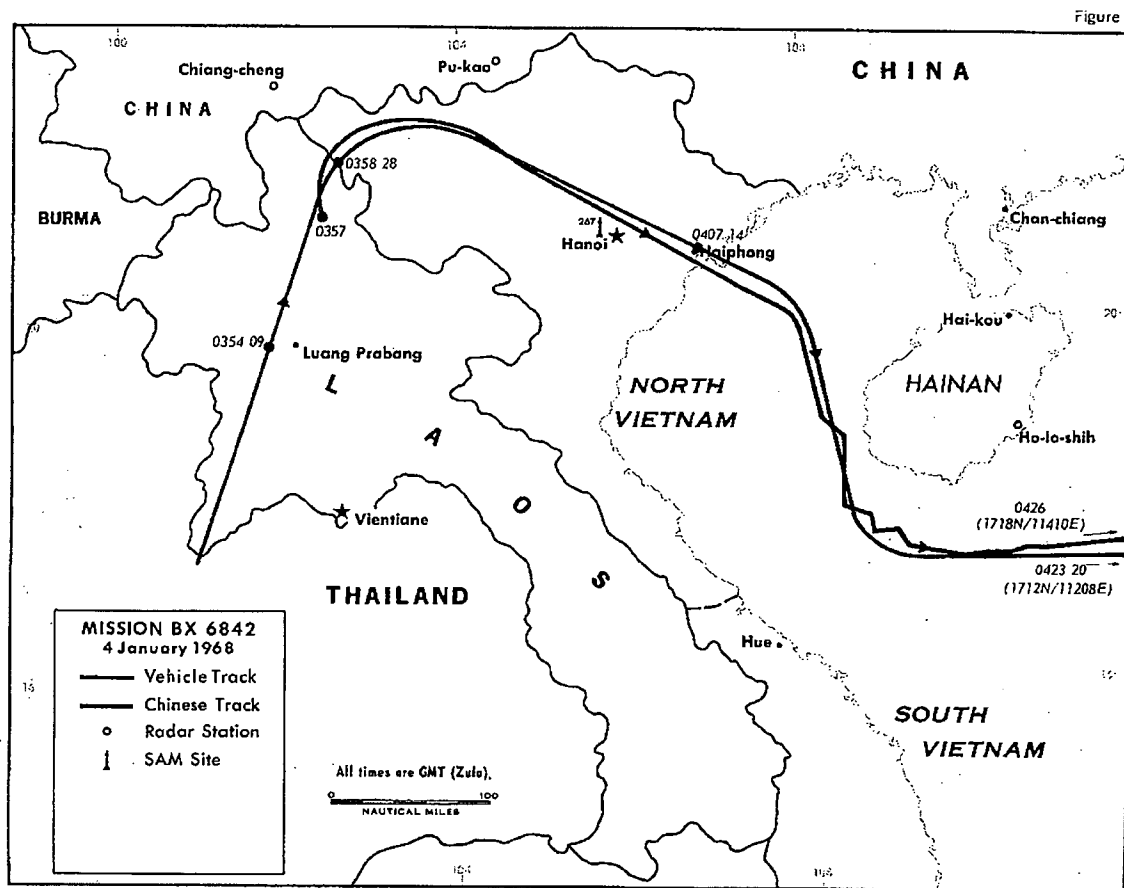 Figure
100
104
108
Chiang-cheng
Pu-kao
CHINA
CHINA
BURMA
0358 28
0357
267
Hanoi
0407 14
Haiphong
Chan-chiang
20
0354 09
Luang Prabang
Hai-kou
L
A
O
S
NORTH
VIETNAM
HAINAN
Ho-lo-shih
Vientiane
0426
(1718N/11410E)
0423 20
(1712N/11208E)
THAILAND
Hue
SOUTH
VIETNAM
MISSION BX 6842
4 January 1968
Vehicle Track
Chinese Track
Radar Station
SAM Site
All times are GMT (Zulu).
0
100
NAUTICAL MILES
104